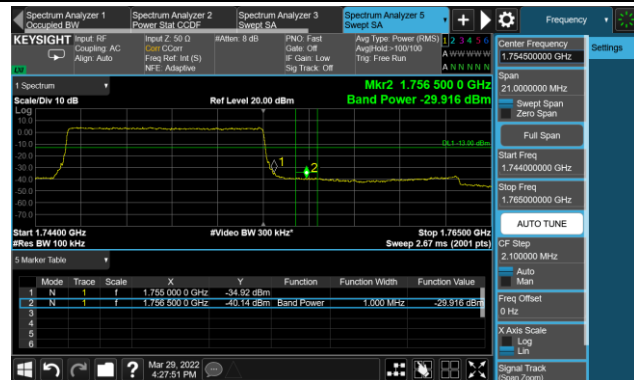 Spectrum Analyzer 1
Occupied BW
Spectrum Analyzer 2
Power Stat CCDF
Spectrum Analyzer 3
Swept SA
Spectrum Analyzer 5
Swept SA
Frequency
KEYSIGHT
Input: RF
Coupling: AC
Align: Auto
Input Z: 50 Ω
Corr CCorr
Freq Ref: Int (S)
NFE: Adaptive
#Atten: 8 dB
PNO: Fast
Gate: Off
IF Gain: Low
Sig Track: Off
Avg Type: Power (RMS)
Avg|Hold:>100/100
Trig: Free Run
1 2 3 4 5 6
A W W W W W
A N N N N N
1 Spectrum
Scale/Div 10 dB
Ref Level 20.00 dBm
Mkr2 1.756 500 0 GHz
Band Power -29.916 dBm
Log
10.0
0.00
-10.0
-20.0
-30.0
-40.0
-50.0
-60.0
-70.0
DL1 -13.00 dBm
1
2
Start 1.74400 GHz
#Video BW 300 kHz*
Stop 1.76500 GHz
#Res BW 100 kHz
Sweep 2.67 ms (2001 pts)
5 Marker Table
Mode Trace Scale X Y Function Function Width Function Value
1 N 1 f 1.755 000 0 GHz -34.92 dBm
2 N 1 f 1.756 500 0 GHz -40.14 dBm Band Power 1.000 MHz -29.916 dBm
3
4
5
6
Mar 29, 2022
4:27:51 PM
Center Frequency
1.754500000 GHz
Settings
Span
21.0000000 MHz
Swept Span
Zero Span
Full Span
Start Freq
1.744000000 GHz
Stop Freq
1.765000000 GHz
AUTO TUNE
CF Step
2.100000 MHz
Auto
Man
Freq Offset
0 Hz
X Axis Scale
Log
Lin
Signal Track
(Span Zoom)